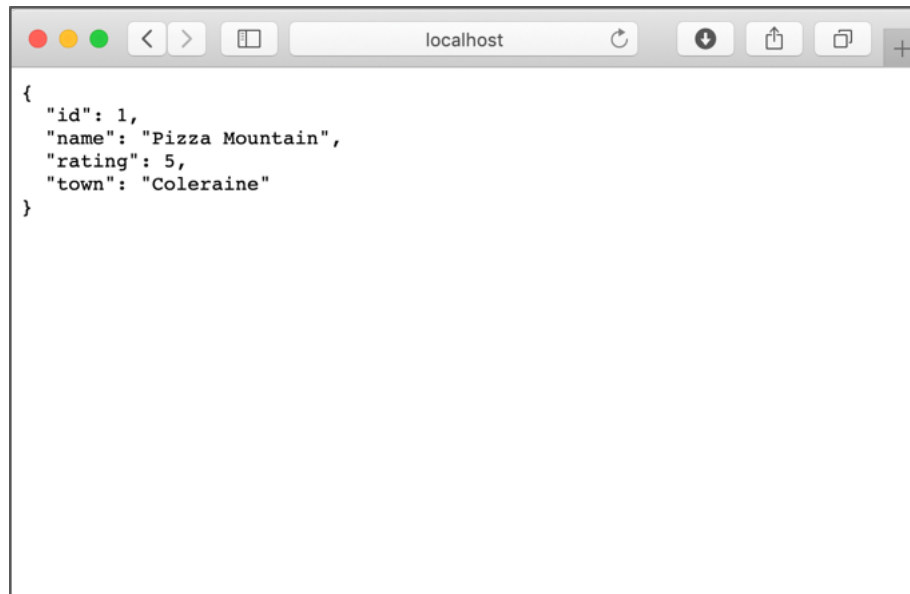 localhost
{
  "id": 1,
  "name": "Pizza Mountain",
  "rating": 5,
  "town": "Coleraine"
}